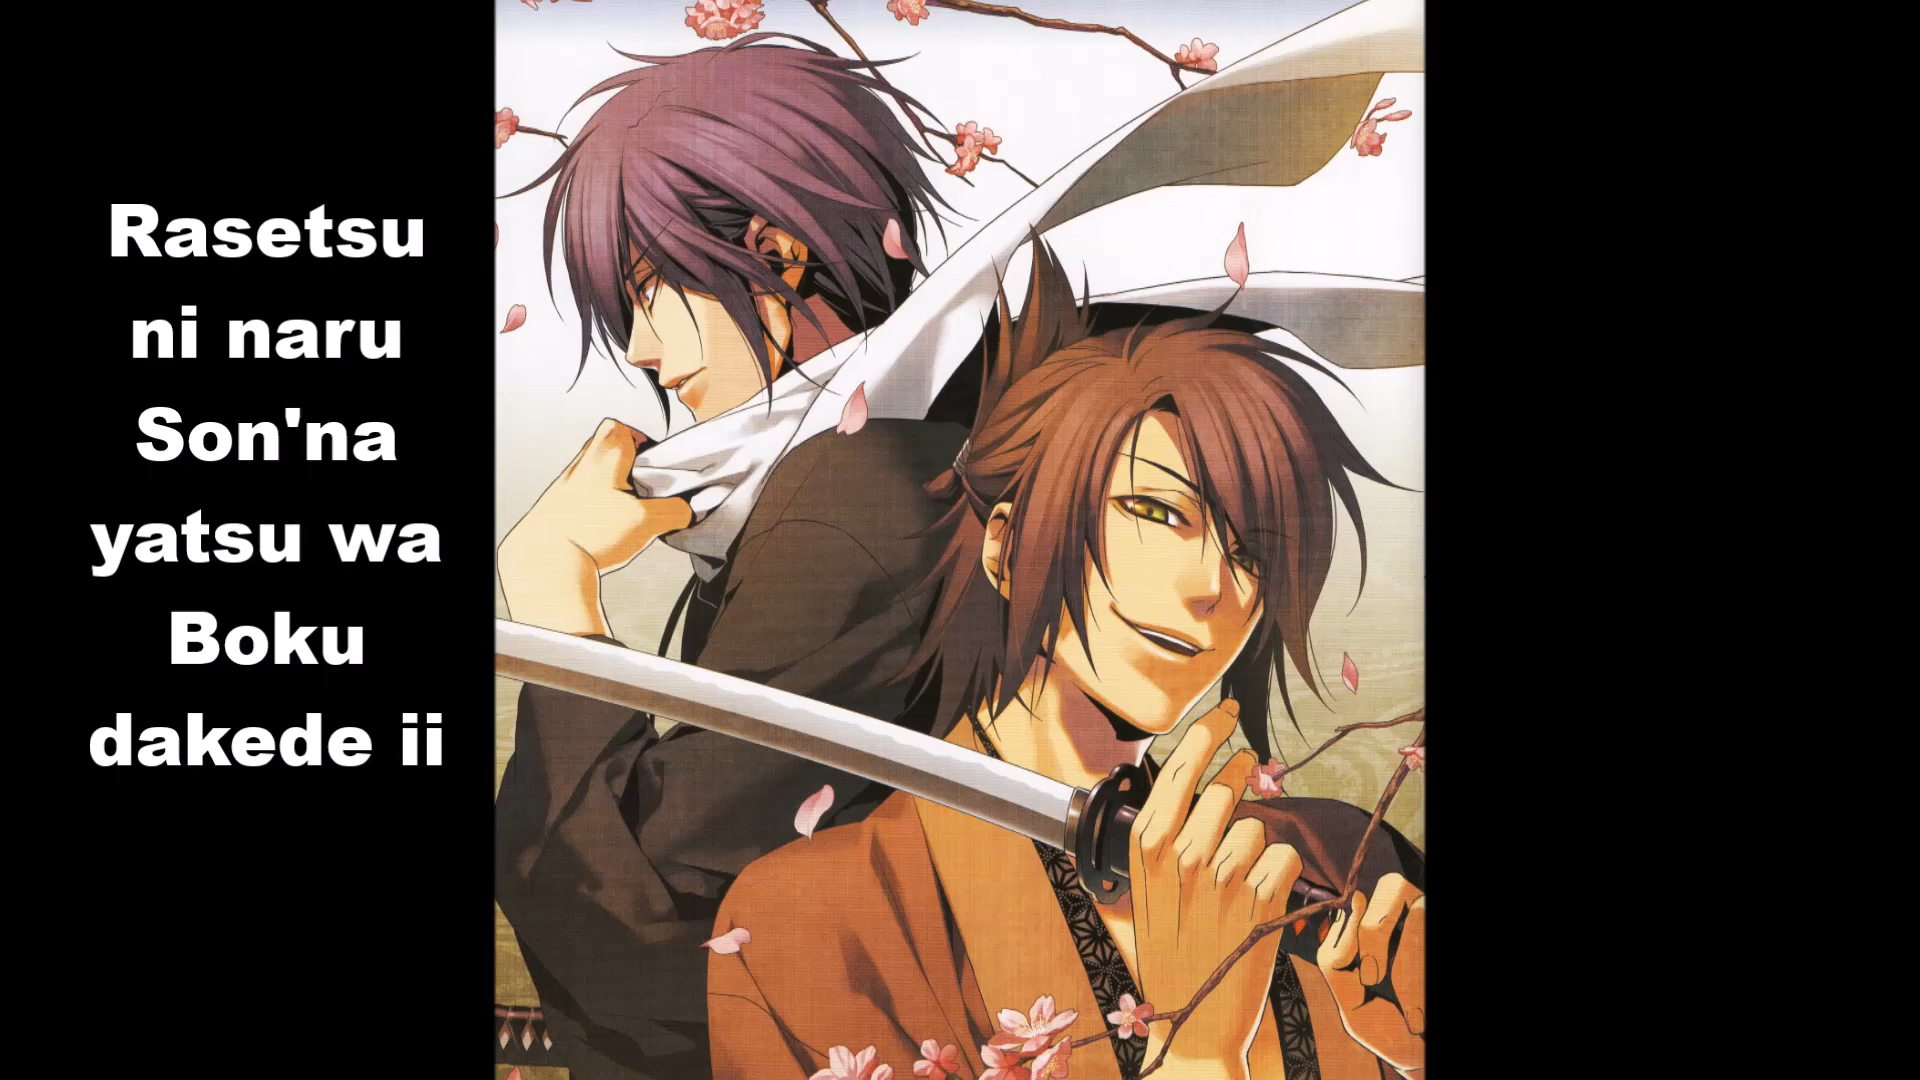 Rasetsu
ni naru
Son'na
yatsu wa
Boku
dakede ii